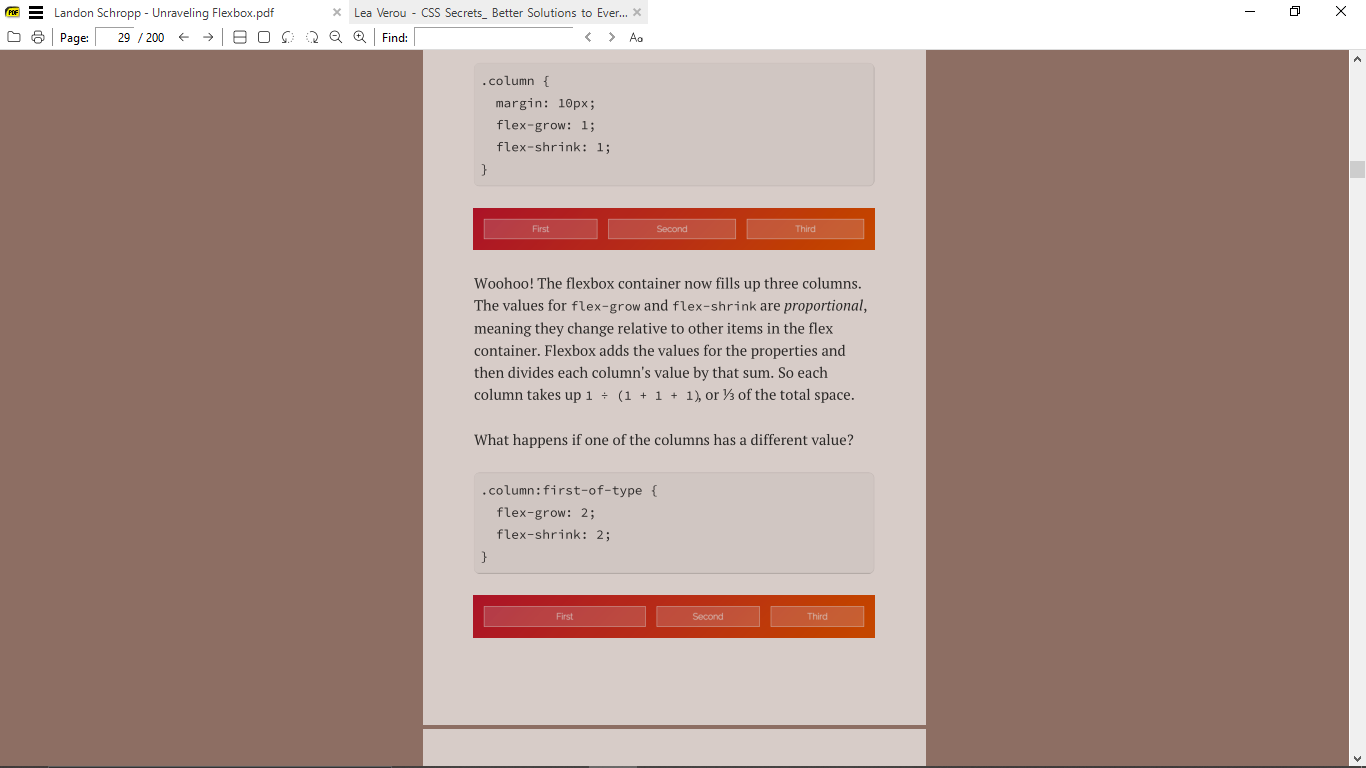 PDF
Landon Schropp - Unraveling Flexbox.pdf
Lea Verou - CSS Secrets_ Better Solutions to Ever...
Page: 29 / 200
Find:
Aa
.column {
margin: 10px;
flex-grow: 1;
flex-shrink: 1;
}
First Second Third
Woohoo! The flexbox container now fills up three columns.
The values for flex-grow and flex-shrink are proportional,
meaning they change relative to other items in the flex
container. Flexbox adds the values for the properties and
then divides each column's value by that sum. So each
column takes up 1 ÷ (1 + 1 + 1), or ⅓ of the total space.
What happens if one of the columns has a different value?
.column:first-of-type {
flex-grow: 2;
flex-shrink: 2;
}
First Second Third